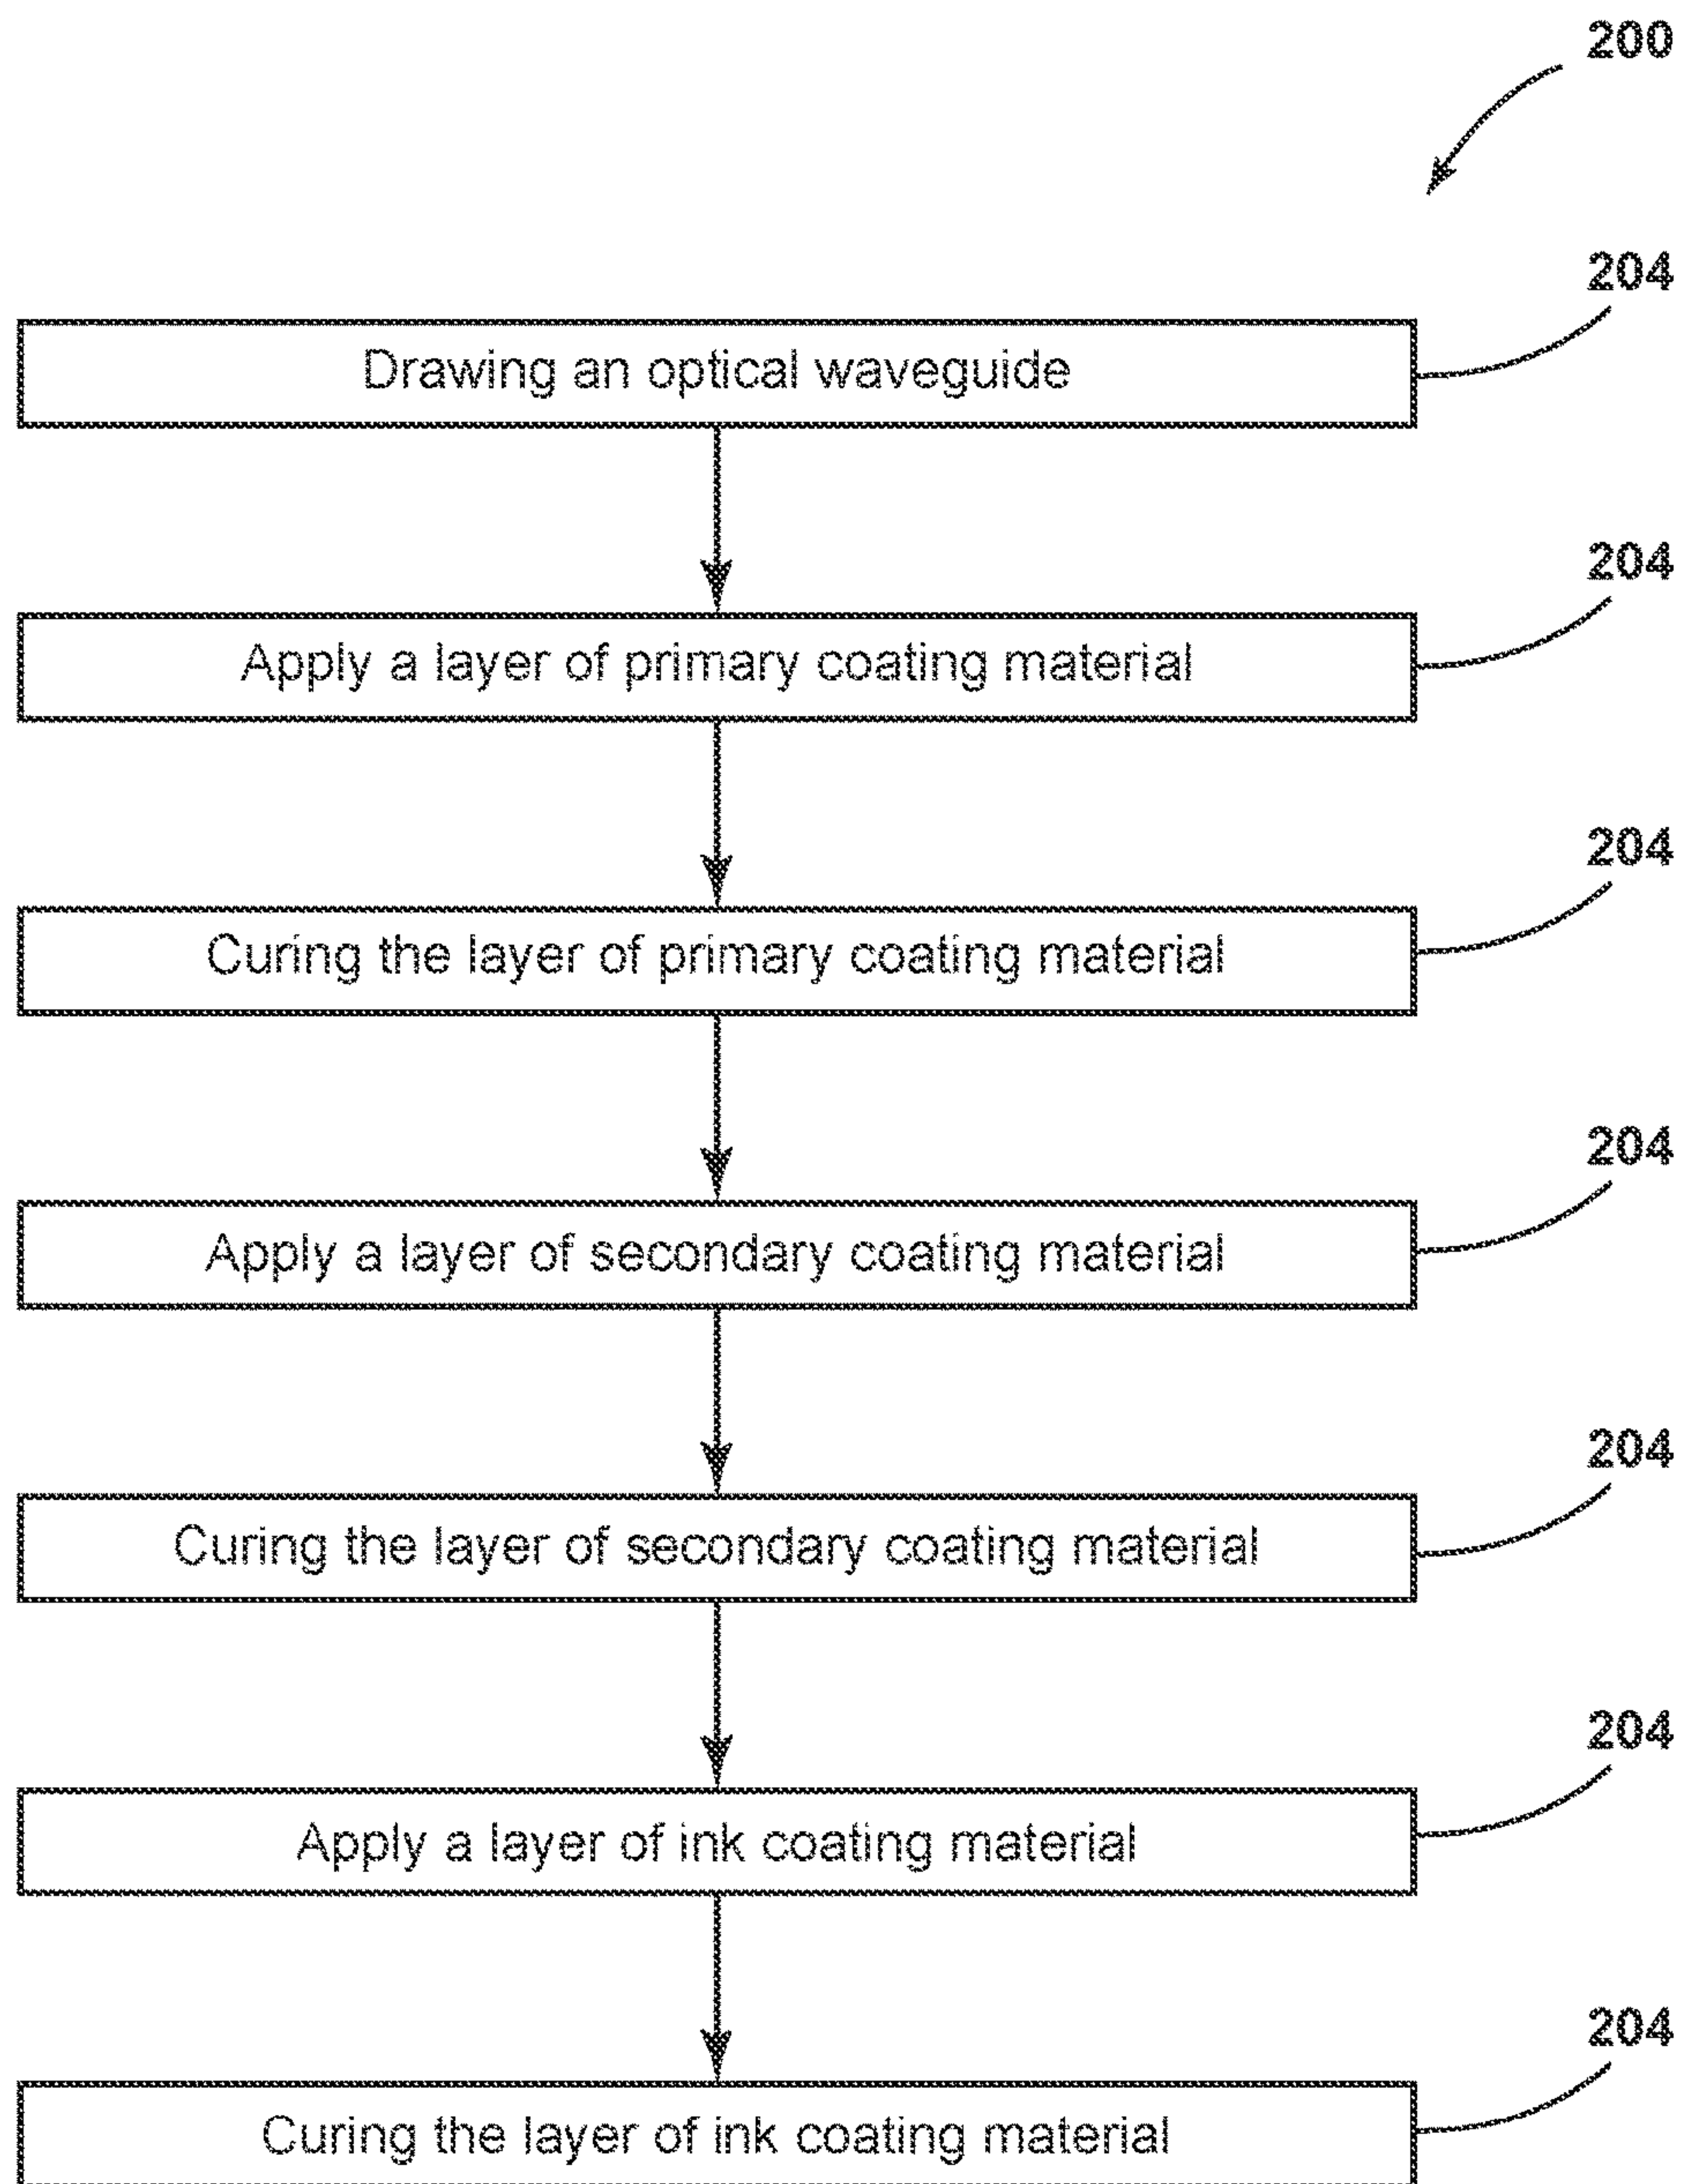 200
204
Drawing an optical waveguide
204
Apply a layer of primary coating material
204
Curing the layer of primary coating material
204
Apply a layer of secondary coating material
204
Curing the layer of secondary coating material
204
Apply a layer of ink coating material
204
Curing the layer of ink coating material